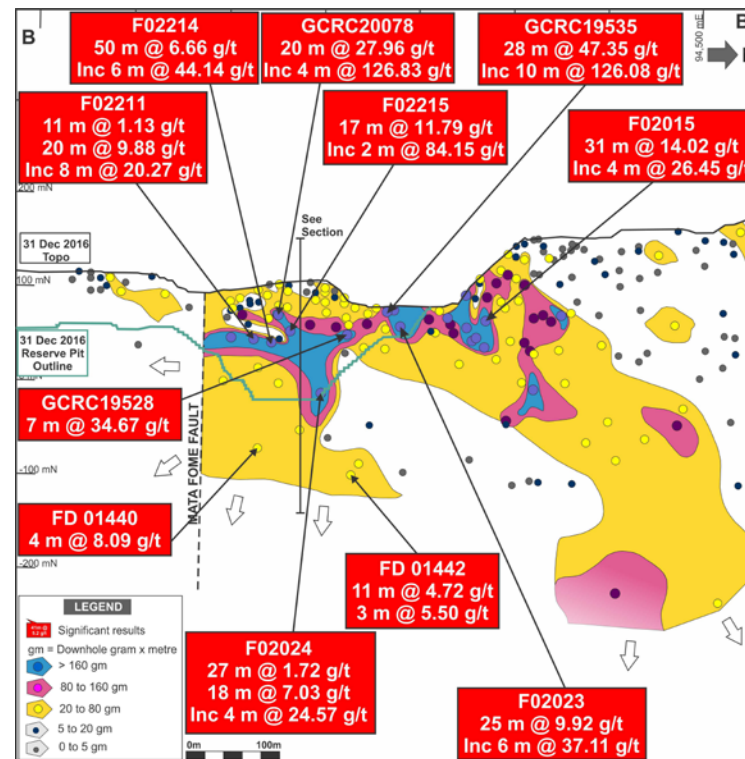 B
B
94,500 mE
F02214
50 m @ 6.66 g/t
Inc 6 m @ 44.14 g/t
GCRC20078
20 m @ 27.96 g/t
Inc 4 m @ 126.83 g/t
GCRC19535
28 m @ 47.35 g/t
Inc 10 m @ 126.08 g/t
F02211
11 m @ 1.13 g/t
20 m @ 9.88 g/t
Inc 8 m @ 20.27 g/t
F02215
17 m @ 11.79 g/t
Inc 2 m @ 84.15 g/t
F02015
31 m @ 14.02 g/t
Inc 4 m @ 26.45 g/t
200 mN
See
Section
31 Dec 2016
Topo
100 mN
31 Dec 2016
Reserve Pit
Outline
mN
GCRC19528
7 m @ 34.67 g/t
MATA FOME FAULT
-100 mN
FD 01440
4 m @ 8.09 g/t
FD 01442
11 m @ 4.72 g/t
3 m @ 5.50 g/t
-200 mN
F02024
27 m @ 1.72 g/t
18 m @ 7.03 g/t
Inc 4 m @ 24.57 g/t
F02023
25 m @ 9.92 g/t
Inc 6 m @ 37.11 g/t
LEGEND
Significant results
gm = Downhole gram x metre
> 160 gm
80 to 160 gm
20 to 80 gm
5 to 20 gm
0 to 5 gm
0m 100m